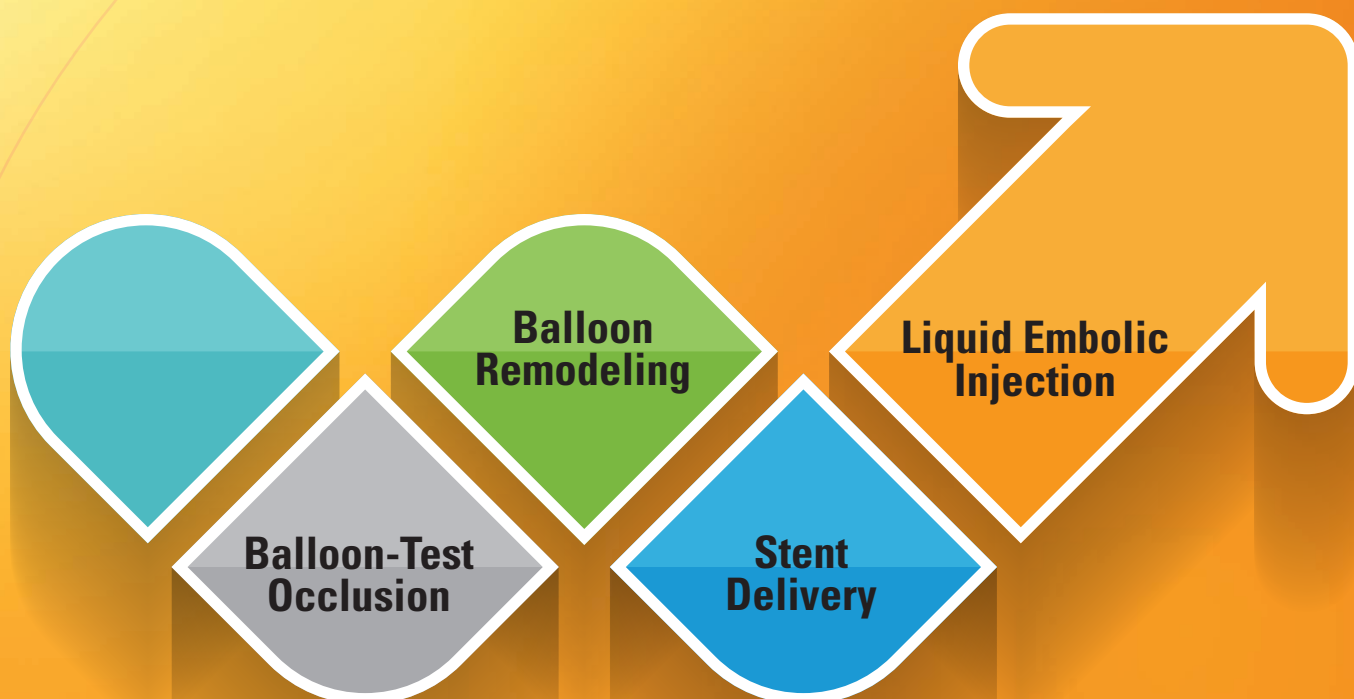 Balloon
Remodeling
Liquid Embolic
Injection
Balloon-Test
Occlusion
Stent
Delivery